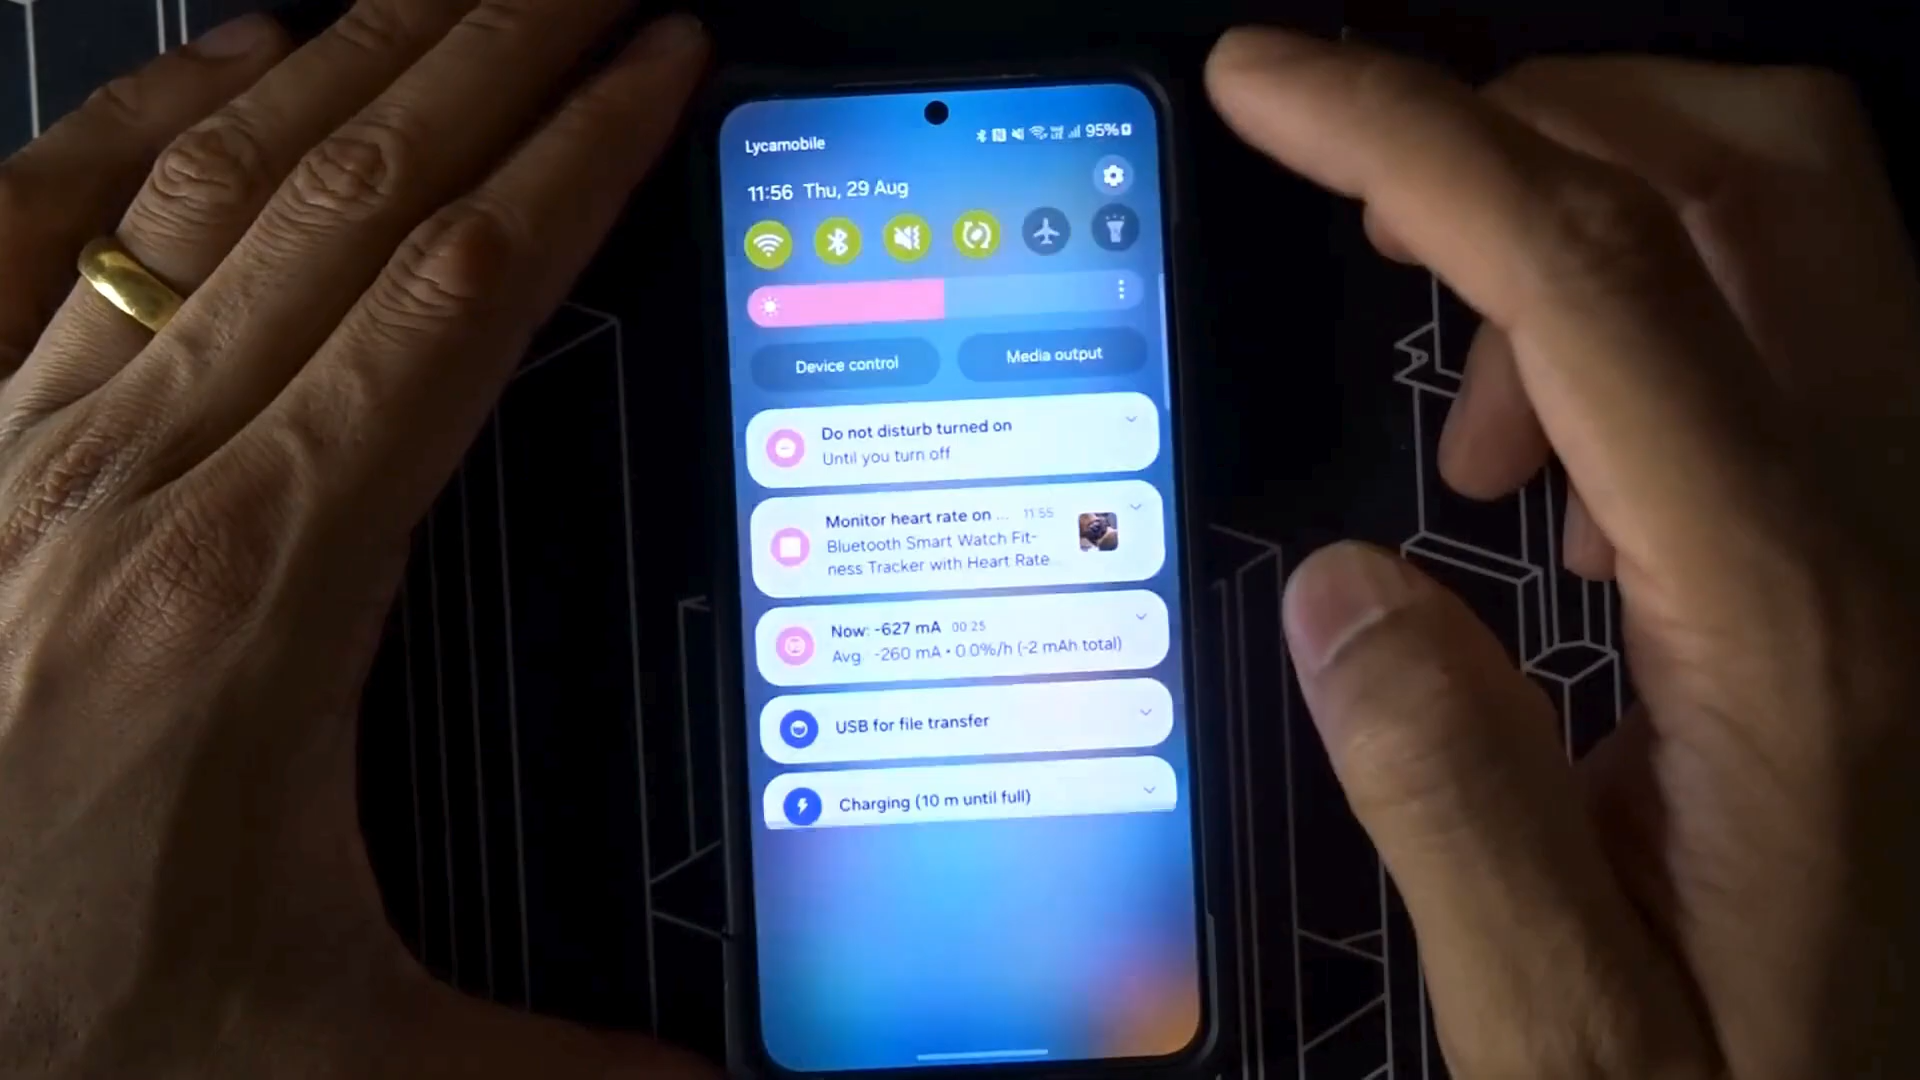 Lycamobile
95%
11:56 Thu, 29 Aug
Device control
Media output
Do not disturb turned on
Until you turn off
Monitor heart rate on ... 11:55
Bluetooth Smart Watch Fit-
ness Tracker with Heart Rate
Now: -627 mA 00:25
Avg: -260 mA • 0.0%/h (-2 mAh total)
USB for file transfer
Charging (10 m until full)